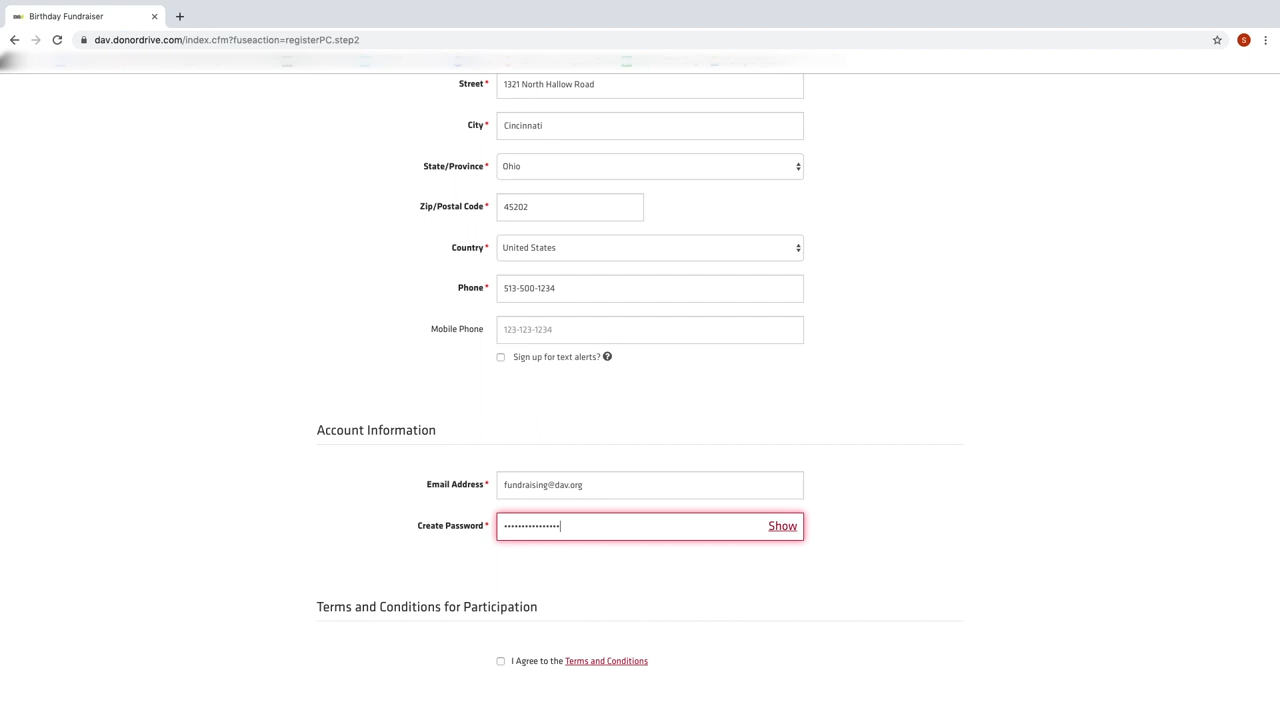 Birthday Fundraiser
dav.donordrive.com/index.cfm?fuseaction=registerPC.step2
S
Street*
1321 North Hallow Road
City*
Cincinnati
State/Province*
Ohio
Zip/Postal Code*
45202
Country*
United States
Phone*
513-500-1234
Mobile Phone
123-123-1234
Sign up for text alerts? ?
Account Information
Email Address*
fundraising@dav.org
Create Password*
••••••••••••••••
Show
Terms and Conditions for Participation
I Agree to the Terms and Conditions